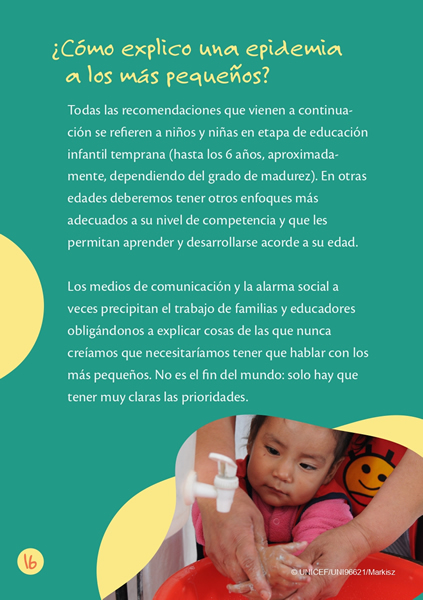 ¿Cómo explico una epidemia
a los más pequeños?
Todas las recomendaciones que vienen a continua-
ción se refieren a niños y niñas en etapa de educación
infantil temprana (hasta los 6 años, aproximada-
mente, dependiendo del grado de madurez). En otras
edades deberemos tener otros enfoques más
adecuados a su nivel de competencia y que les
permitan aprender y desarrollarse acorde a su edad.
Los medios de comunicación y la alarma social a
veces precipitan el trabajo de familias y educadores
obligándonos a explicar cosas de las que nunca
creíamos que necesitaríamos tener que hablar con los
más pequeños. No es el fin del mundo: solo hay que
tener muy claras las prioridades.
16
© UNICEF/UNI96621/Markisz